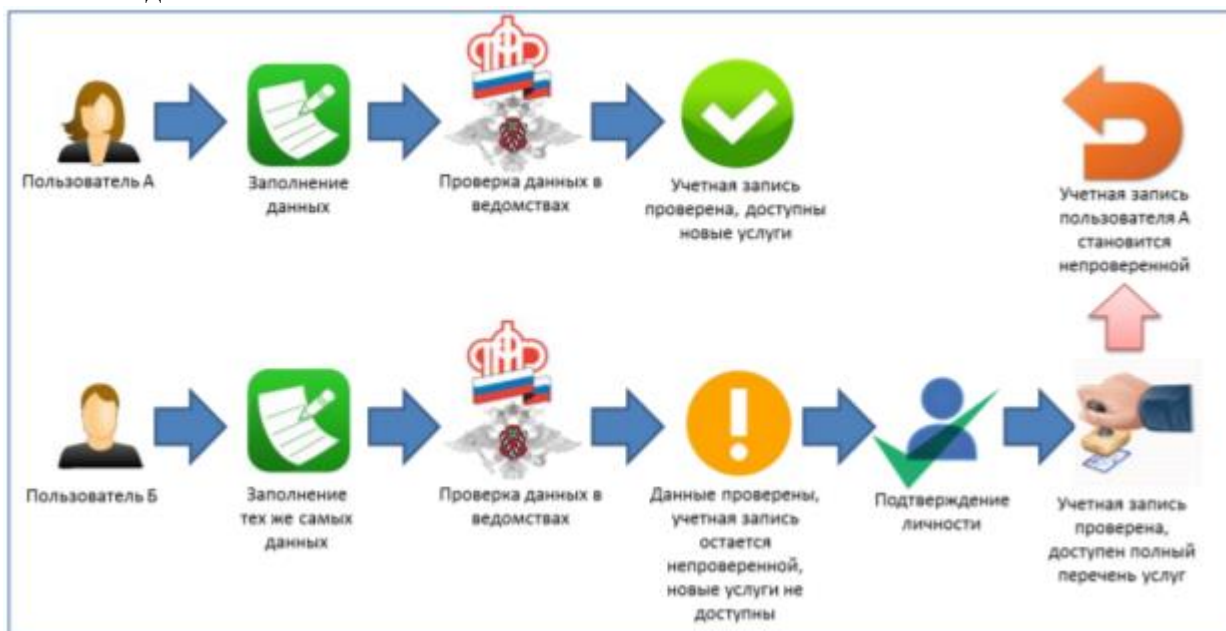 Пользователь А
Заполнение
данных
Проверка данных в
ведомствах
Учетная запись
проверена, доступны
новые услуги
Учетная запись
пользователя А
становится
непроверенной
Пользователь Б
Заполнение
тех же самых
данных
Проверка данных в
ведомствах
Данные проверены,
учетная запись
остается
непроверенной,
новые услуги не
доступны
Подтверждение
личности
Учетная запись
проверена,
доступен полный
перечень услуг